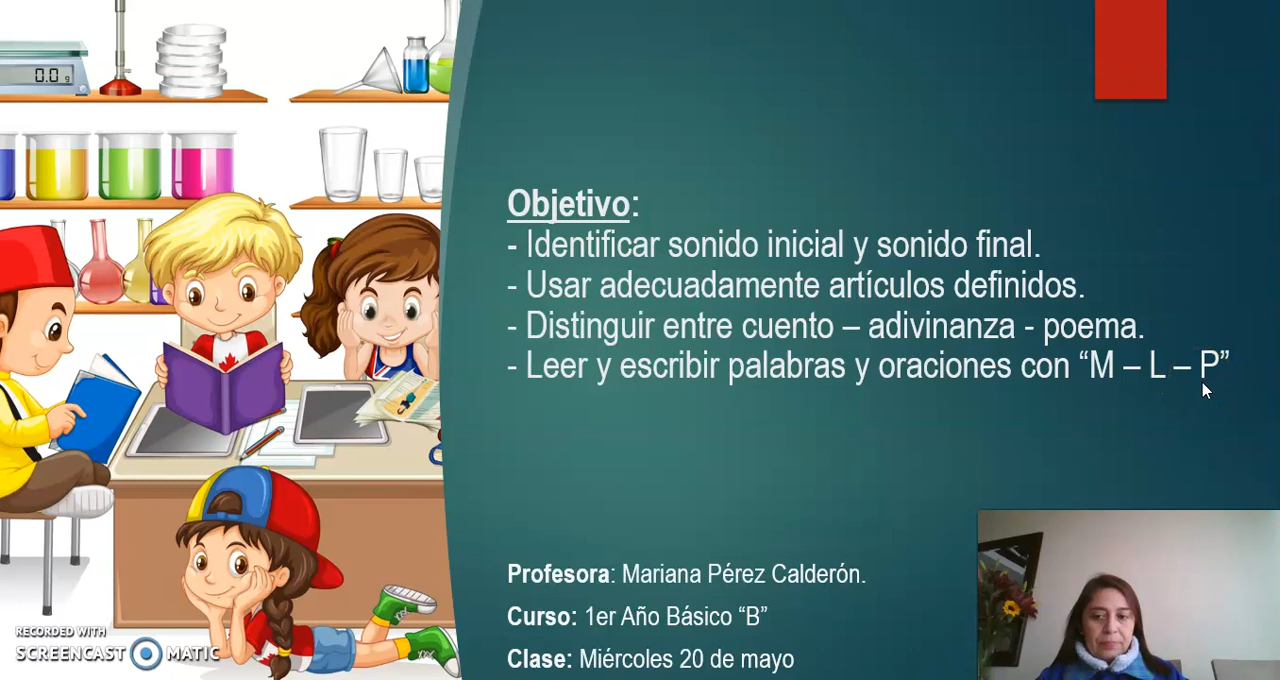 0.0 g
Objetivo:
- Identificar sonido inicial y sonido final.
- Usar adecuadamente artículos definidos.
- Distinguir entre cuento – adivinanza - poema.
- Leer y escribir palabras y oraciones con “M – L – P”
Profesora: Mariana Pérez Calderón.
Curso: 1er Año Básico “B”
Clase: Miércoles 20 de mayo
RECORDED WITH
SCREENCAST MATIC